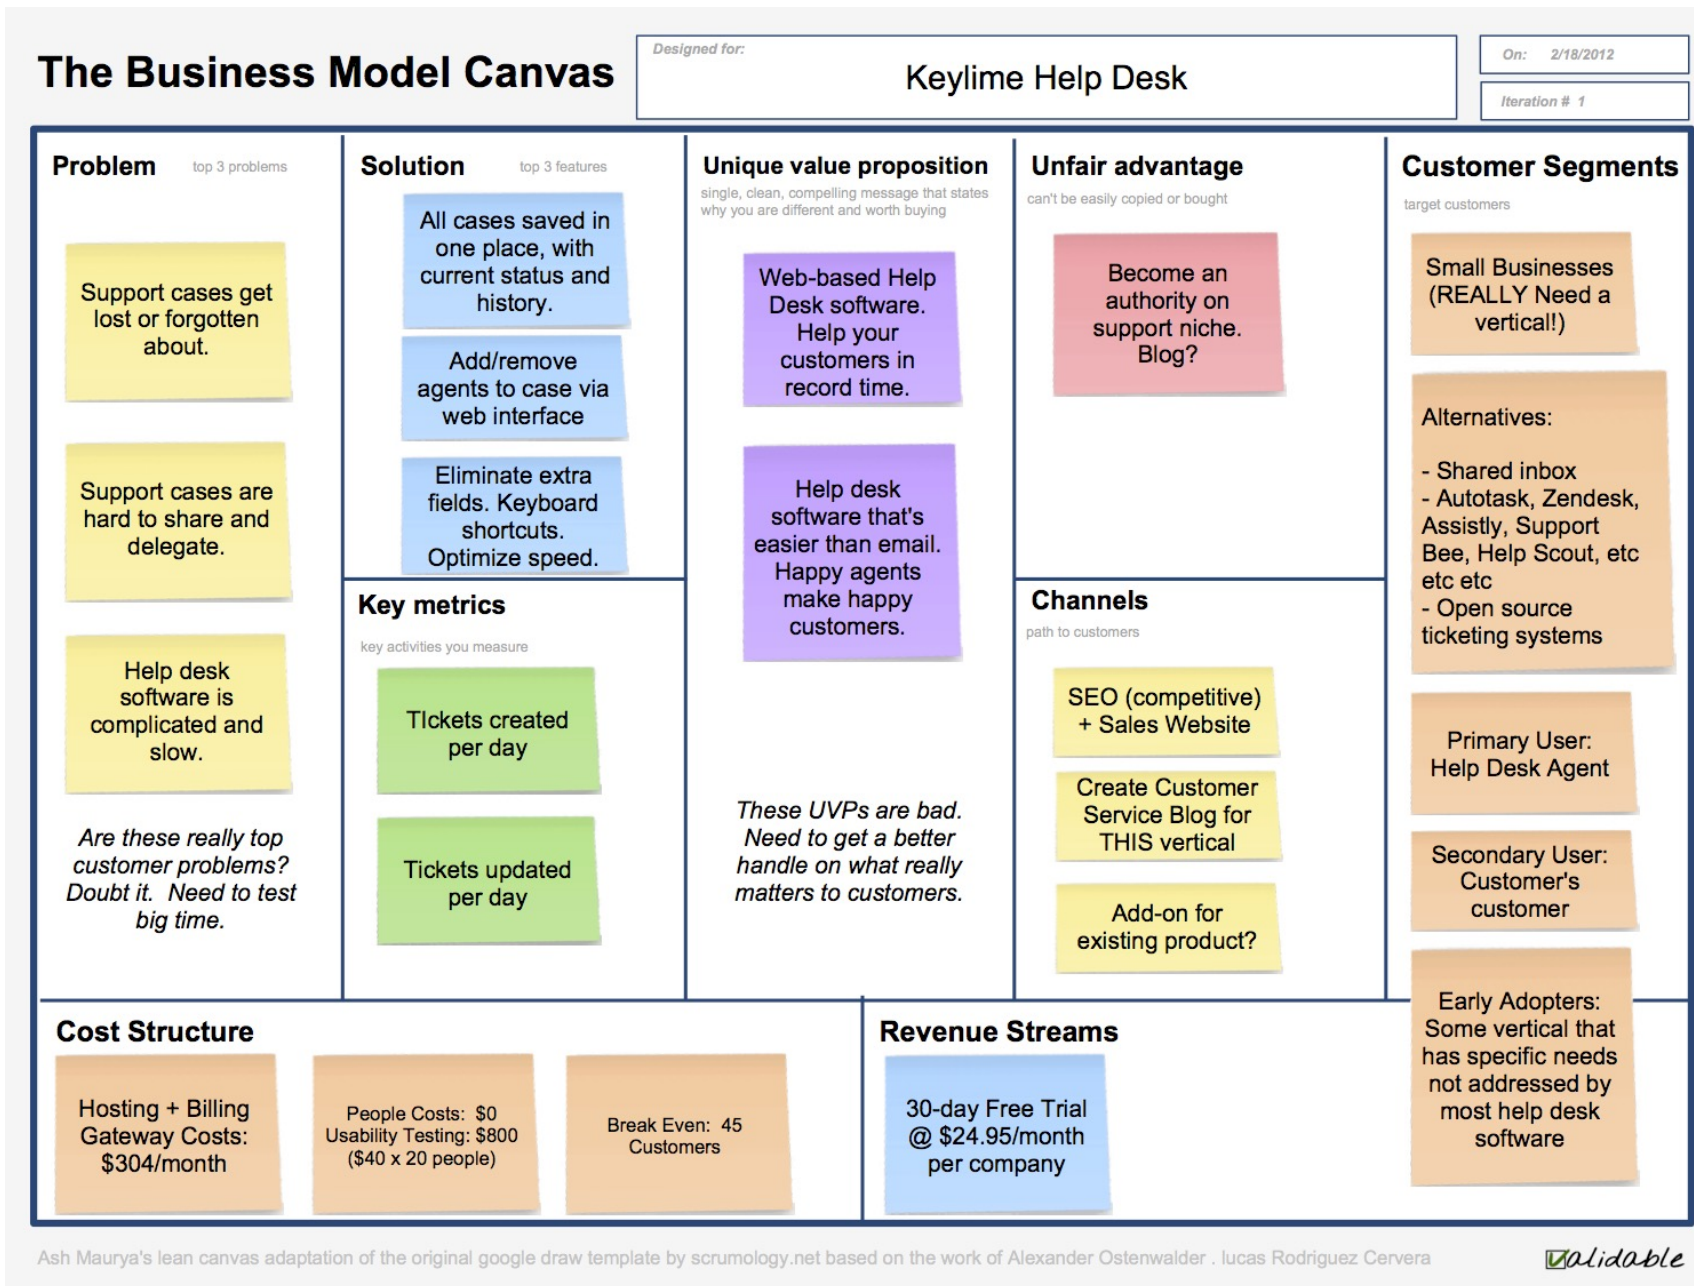 The Business Model Canvas
Designed for:
Keylime Help Desk
On: 2/18/2012
Iteration # 1
Problem top 3 problems
Support cases get
lost or forgotten
about.
Support cases are
hard to share and
delegate.
Help desk
software is
complicated and
slow.
Are these really top
customer problems?
Doubt it. Need to test
big time.
Solution top 3 features
All cases saved in
one place, with
current status and
history.
Add/remove
agents to case via
web interface
Eliminate extra
fields. Keyboard
shortcuts.
Optimize speed.
Key metrics
key activities you measure
TIckets created
per day
Tickets updated
per day
Unique value proposition
single, clean, compelling message that states
why you are different and worth buying
Web-based Help
Desk software.
Help your
customers in
record time.
Help desk
software that's
easier than email.
Happy agents
make happy
customers.
These UVPs are bad.
Need to get a better
handle on what really
matters to customers.
Unfair advantage
can't be easily copied or bought
Become an
authority on
support niche.
Blog?
Channels
path to customers
SEO (competitive)
+ Sales Website
Create Customer
Service Blog for
THIS vertical
Add-on for
existing product?
Customer Segments
target customers
Small Businesses
(REALLY Need a
vertical!)
Alternatives:
- Shared inbox
- Autotask, Zendesk,
Assistly, Support
Bee, Help Scout, etc
etc etc
- Open source
ticketing systems
Primary User:
Help Desk Agent
Secondary User:
Customer's
customer
Early Adopters:
Some vertical that
has specific needs
not addressed by
most help desk
software
Cost Structure
Hosting + Billing
Gateway Costs:
$304/month
People Costs: $0
Usability Testing: $800
($40 x 20 people)
Break Even: 45
Customers
Revenue Streams
30-day Free Trial
@ $24.95/month
per company
Ash Maurya's lean canvas adaptation of the original google draw template by scrumology.net based on the work of Alexander Ostenwalder . lucas Rodriguez Cervera
Validable